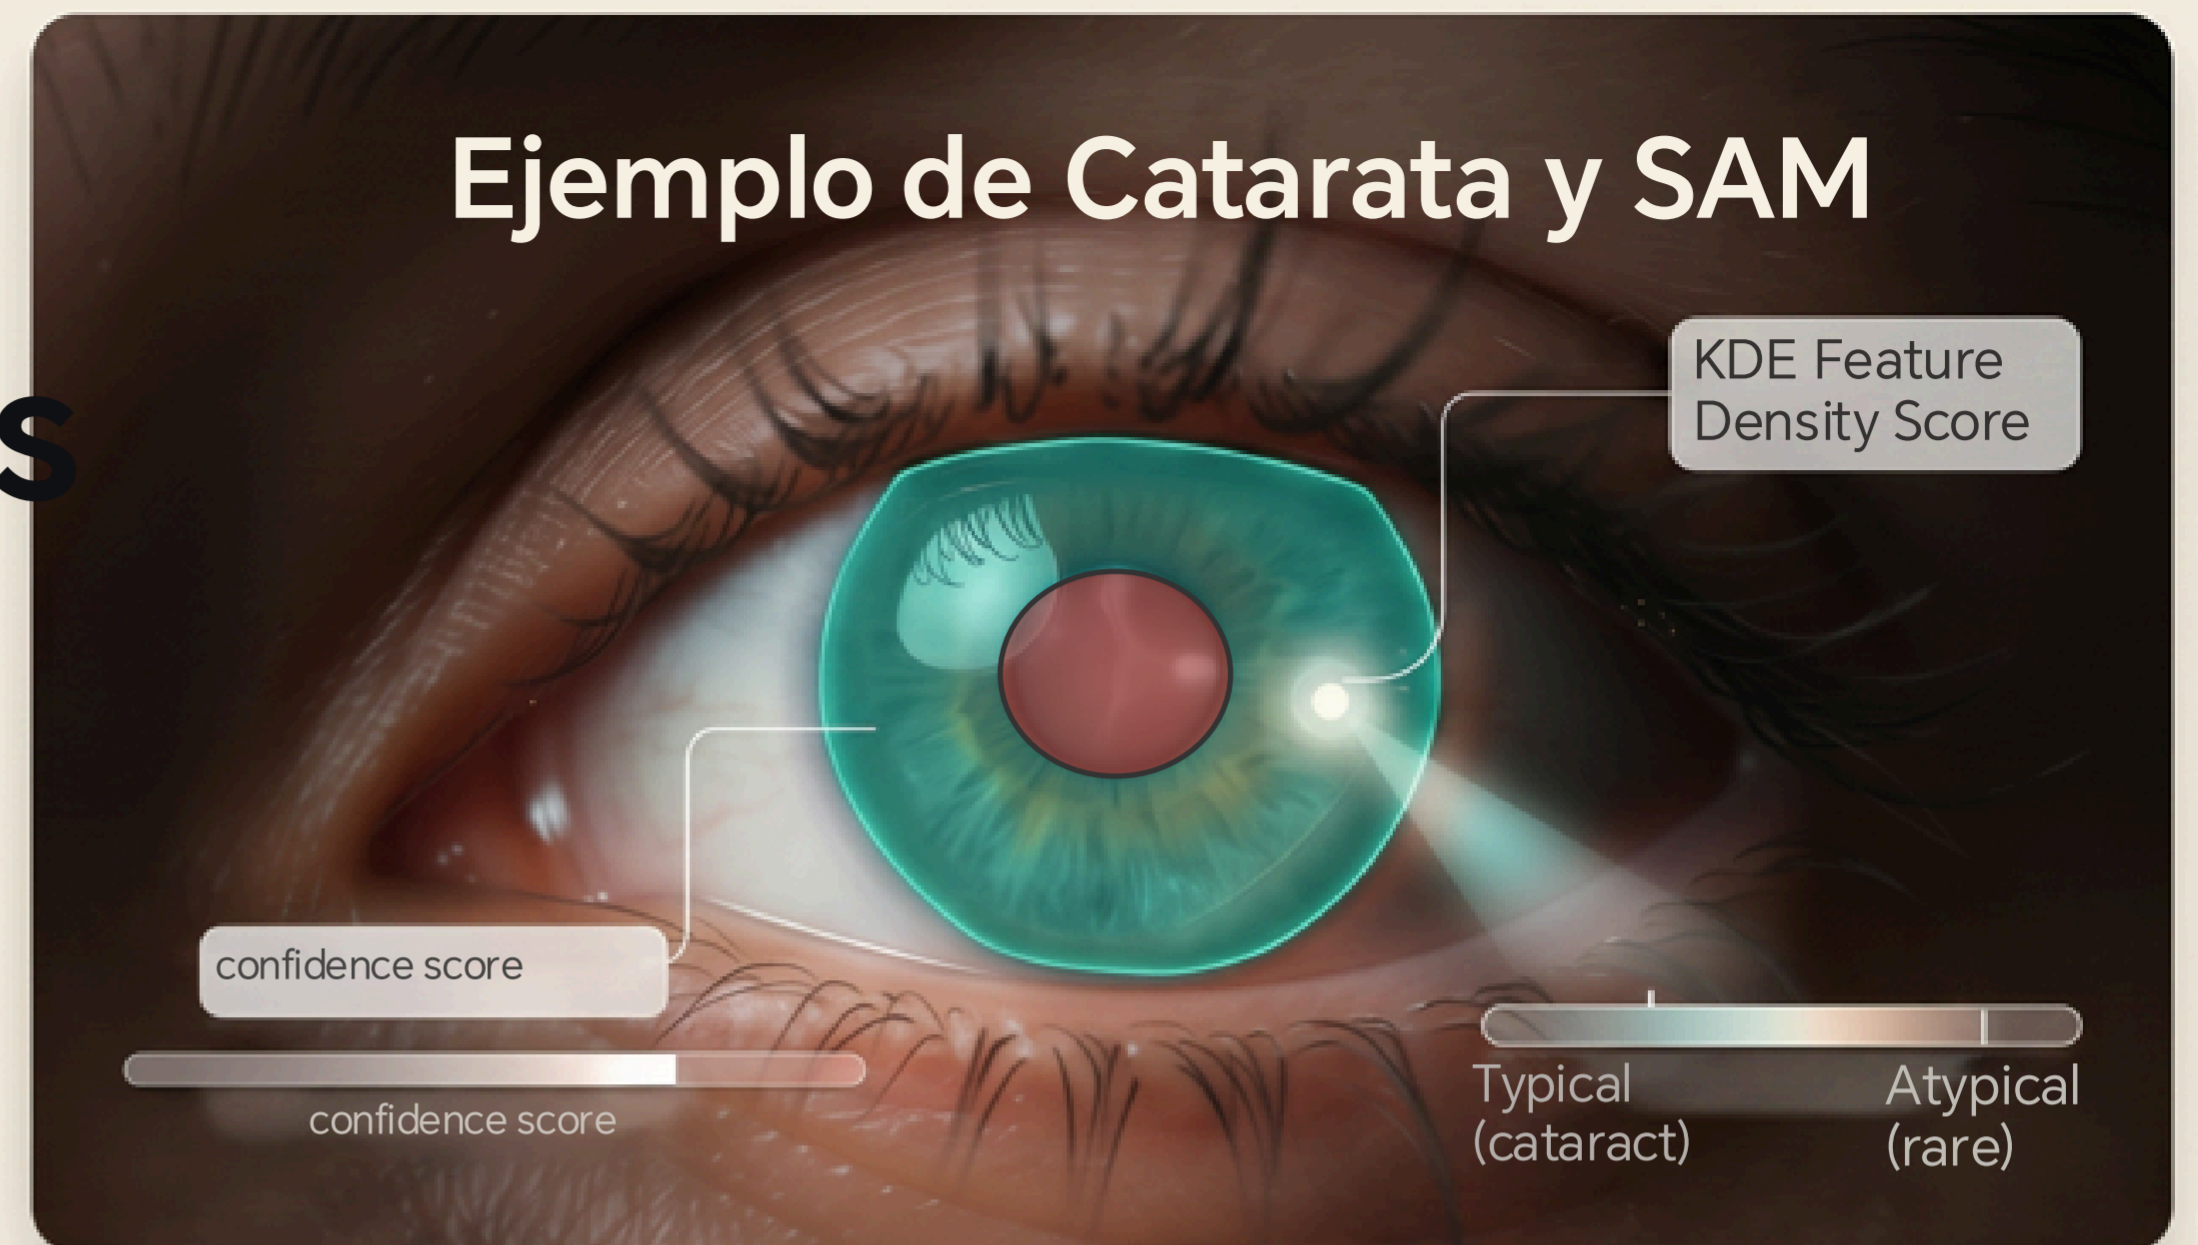 Ejemplo de Catarata y SAM
KDE Feature
Density Score
s
confidence score
confidence score
Typical
(cataract)
Atypical
(rare)